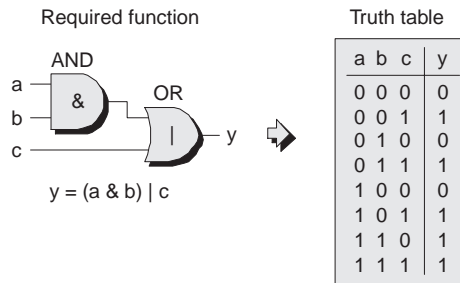 Required function
AND
a
&
b
OR
|
y
c
y = (a & b) | c
Truth table
a b c y
0 0 0 0
0 0 1 1
0 1 0 0
0 1 1 1
1 0 0 0
1 0 1 1
1 1 0 1
1 1 1 1